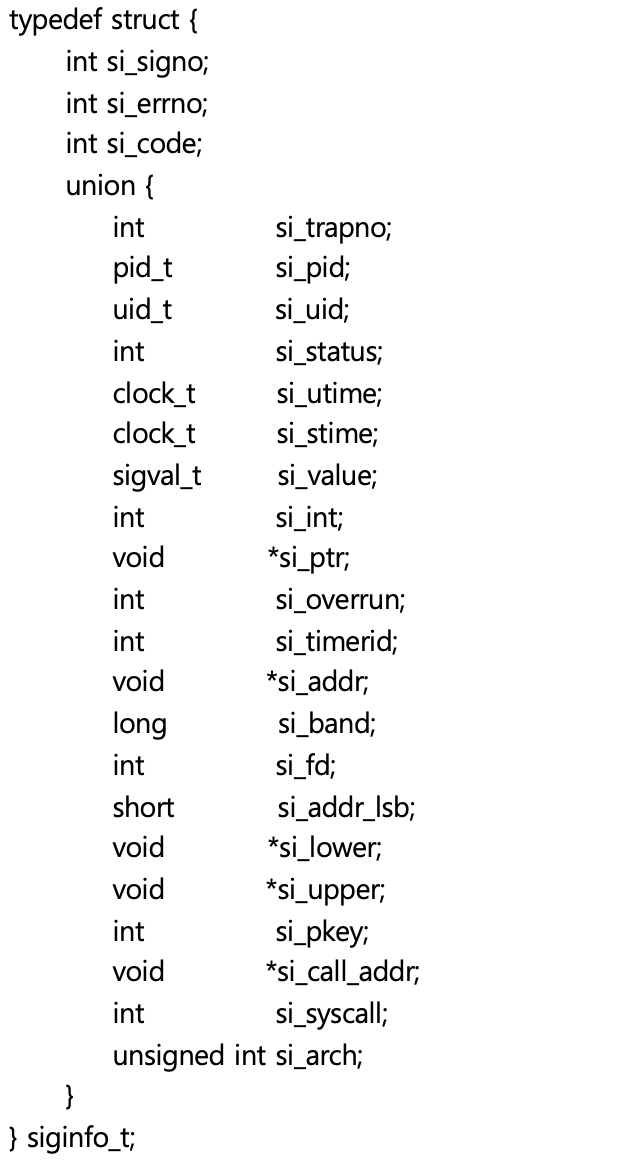 typedef struct {
int si_signo;
int si_errno;
int si_code;
union {
int si_trapno;
pid_t si_pid;
uid_t si_uid;
int si_status;
clock_t si_utime;
clock_t si_stime;
sigval_t si_value;
int si_int;
void *si_ptr;
int si_overrun;
int si_timerid;
void *si_addr;
long si_band;
int si_fd;
short si_addr_lsb;
void *si_lower;
void *si_upper;
int si_pkey;
void *si_call_addr;
int si_syscall;
unsigned int si_arch;
}
} siginfo_t;